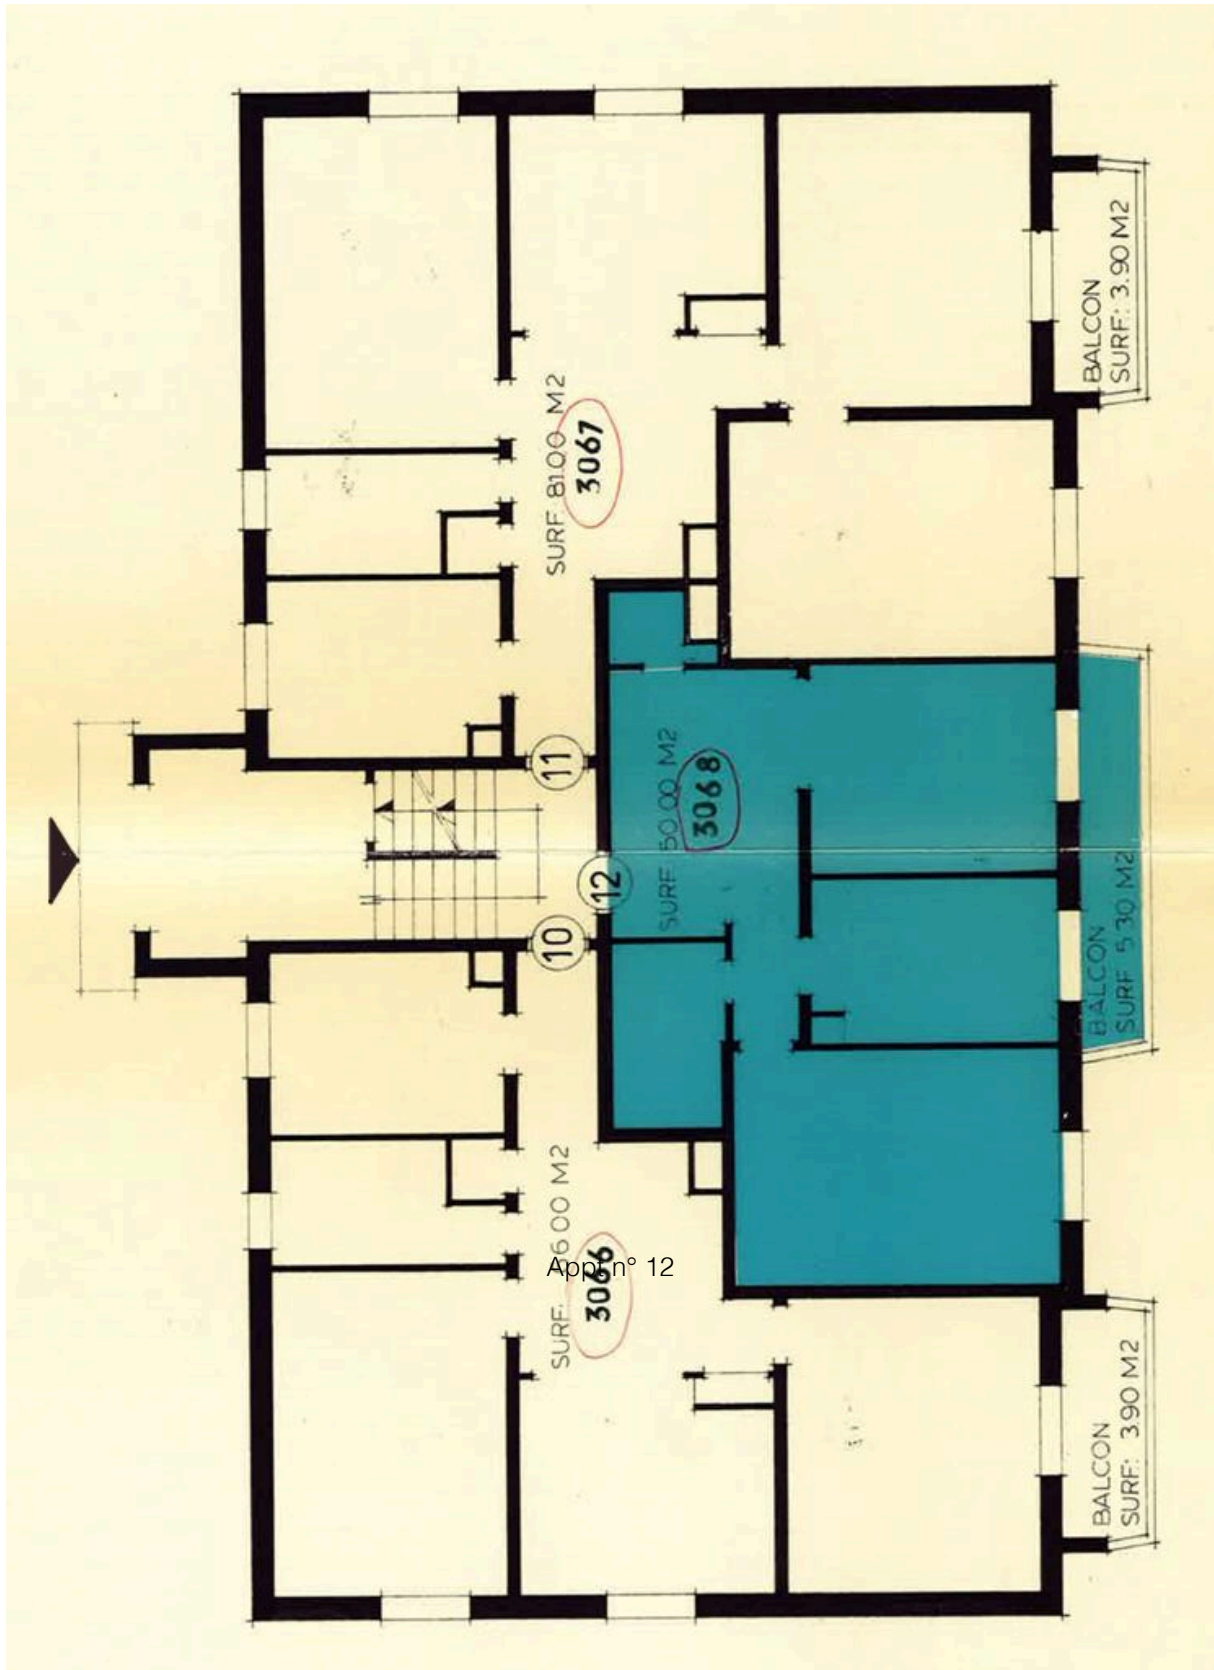 BALCON
SURF: 3.90 M2
SURF. 81.00 M2
3067
11
SURF. 50.00 M2
3068
12
10
BALCON
SURF 5.30 M2
SURF. 66.00 M2
3066
Appt n° 12
BALCON
SURF: 3.90 M2